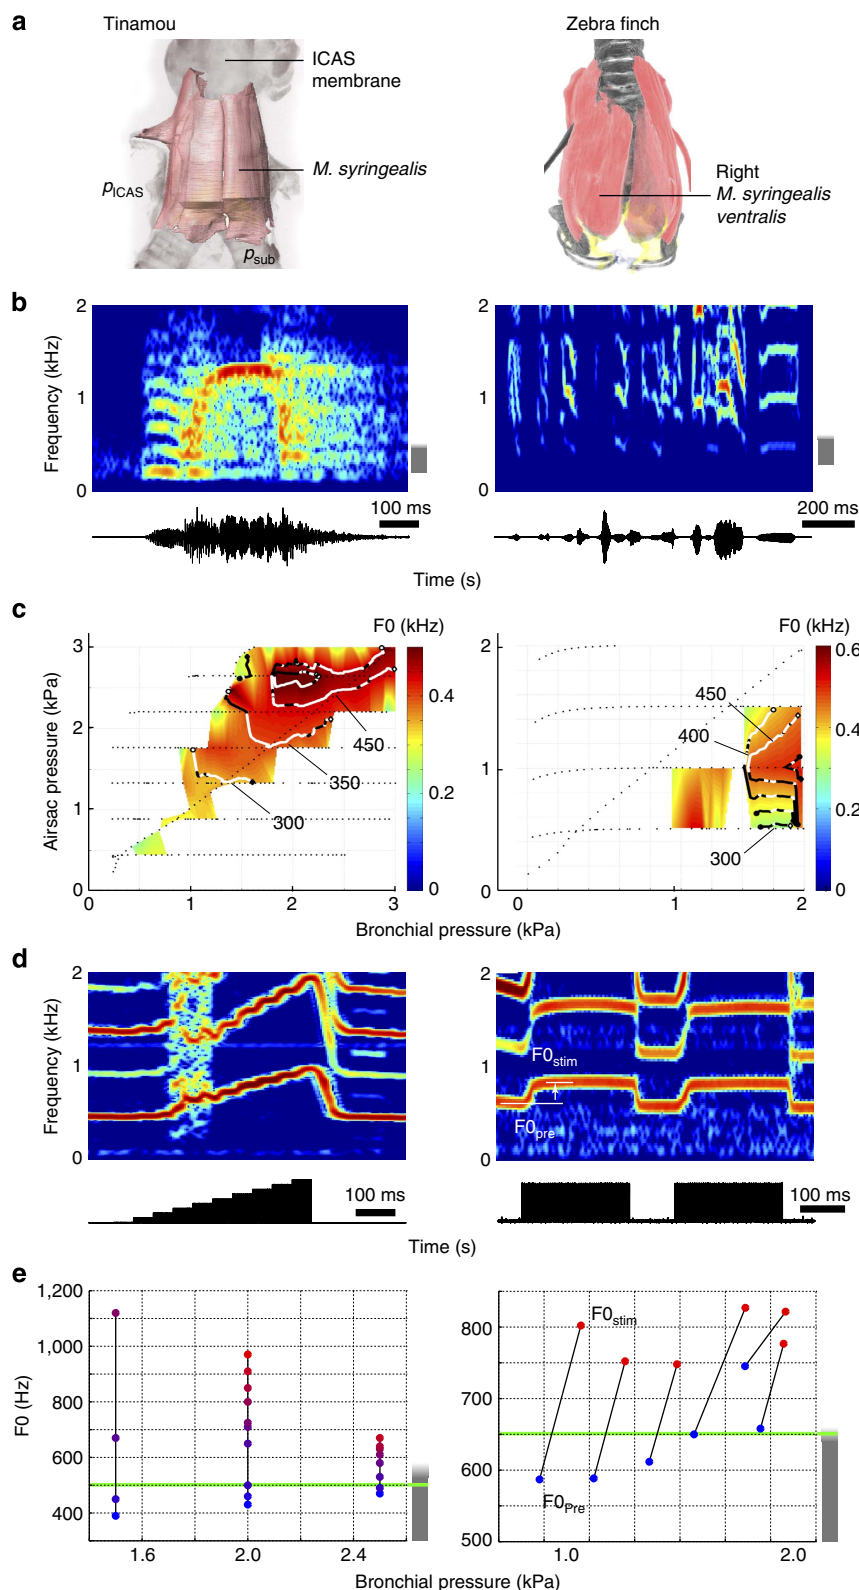 a
Tinamou
Zebra finch
ICAS
membrane
M. syringealis
pICAS
psub
Right
M. syringealis
ventralis
b
Frequency (kHz)
2
1
0
2
1
0
100 ms
200 ms
Time (s)
c
F0 (kHz)
F0 (kHz)
Airsac pressure (kPa)
3
2
1
0
0
1
2
3
450
350
300
0.4
0.2
0
2
1
0
0
1
2
450
400
300
0.6
0.4
0.2
0
Bronchial pressure (kPa)
d
Frequency (kHz)
2
1
0
2
1
0
F0stim
F0pre
100 ms
100 ms
Time (s)
e
F0 (Hz)
1,200
1,000
800
600
400
1.6
2.0
2.4
800
700
600
500
F0stim
F0Pre
1.0
2.0
Bronchial pressure (kPa)